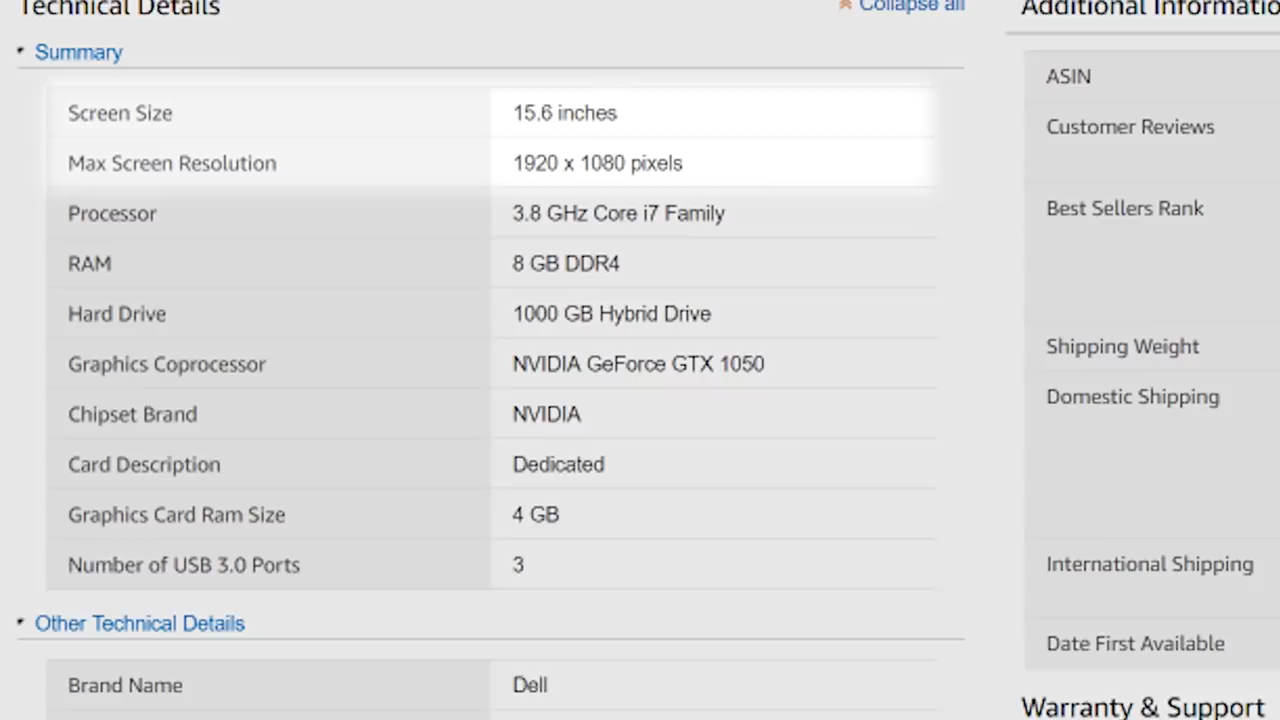 Technical Details
Collapse all
Summary
Screen Size 15.6 inches
Max Screen Resolution 1920 x 1080 pixels
Processor 3.8 GHz Core i7 Family
RAM 8 GB DDR4
Hard Drive 1000 GB Hybrid Drive
Graphics Coprocessor NVIDIA GeForce GTX 1050
Chipset Brand NVIDIA
Card Description Dedicated
Graphics Card Ram Size 4 GB
Number of USB 3.0 Ports 3
Other Technical Details
Brand Name Dell
Additional Informatio
ASIN
Customer Reviews
Best Sellers Rank
Shipping Weight
Domestic Shipping
International Shipping
Date First Available
Warranty & Support